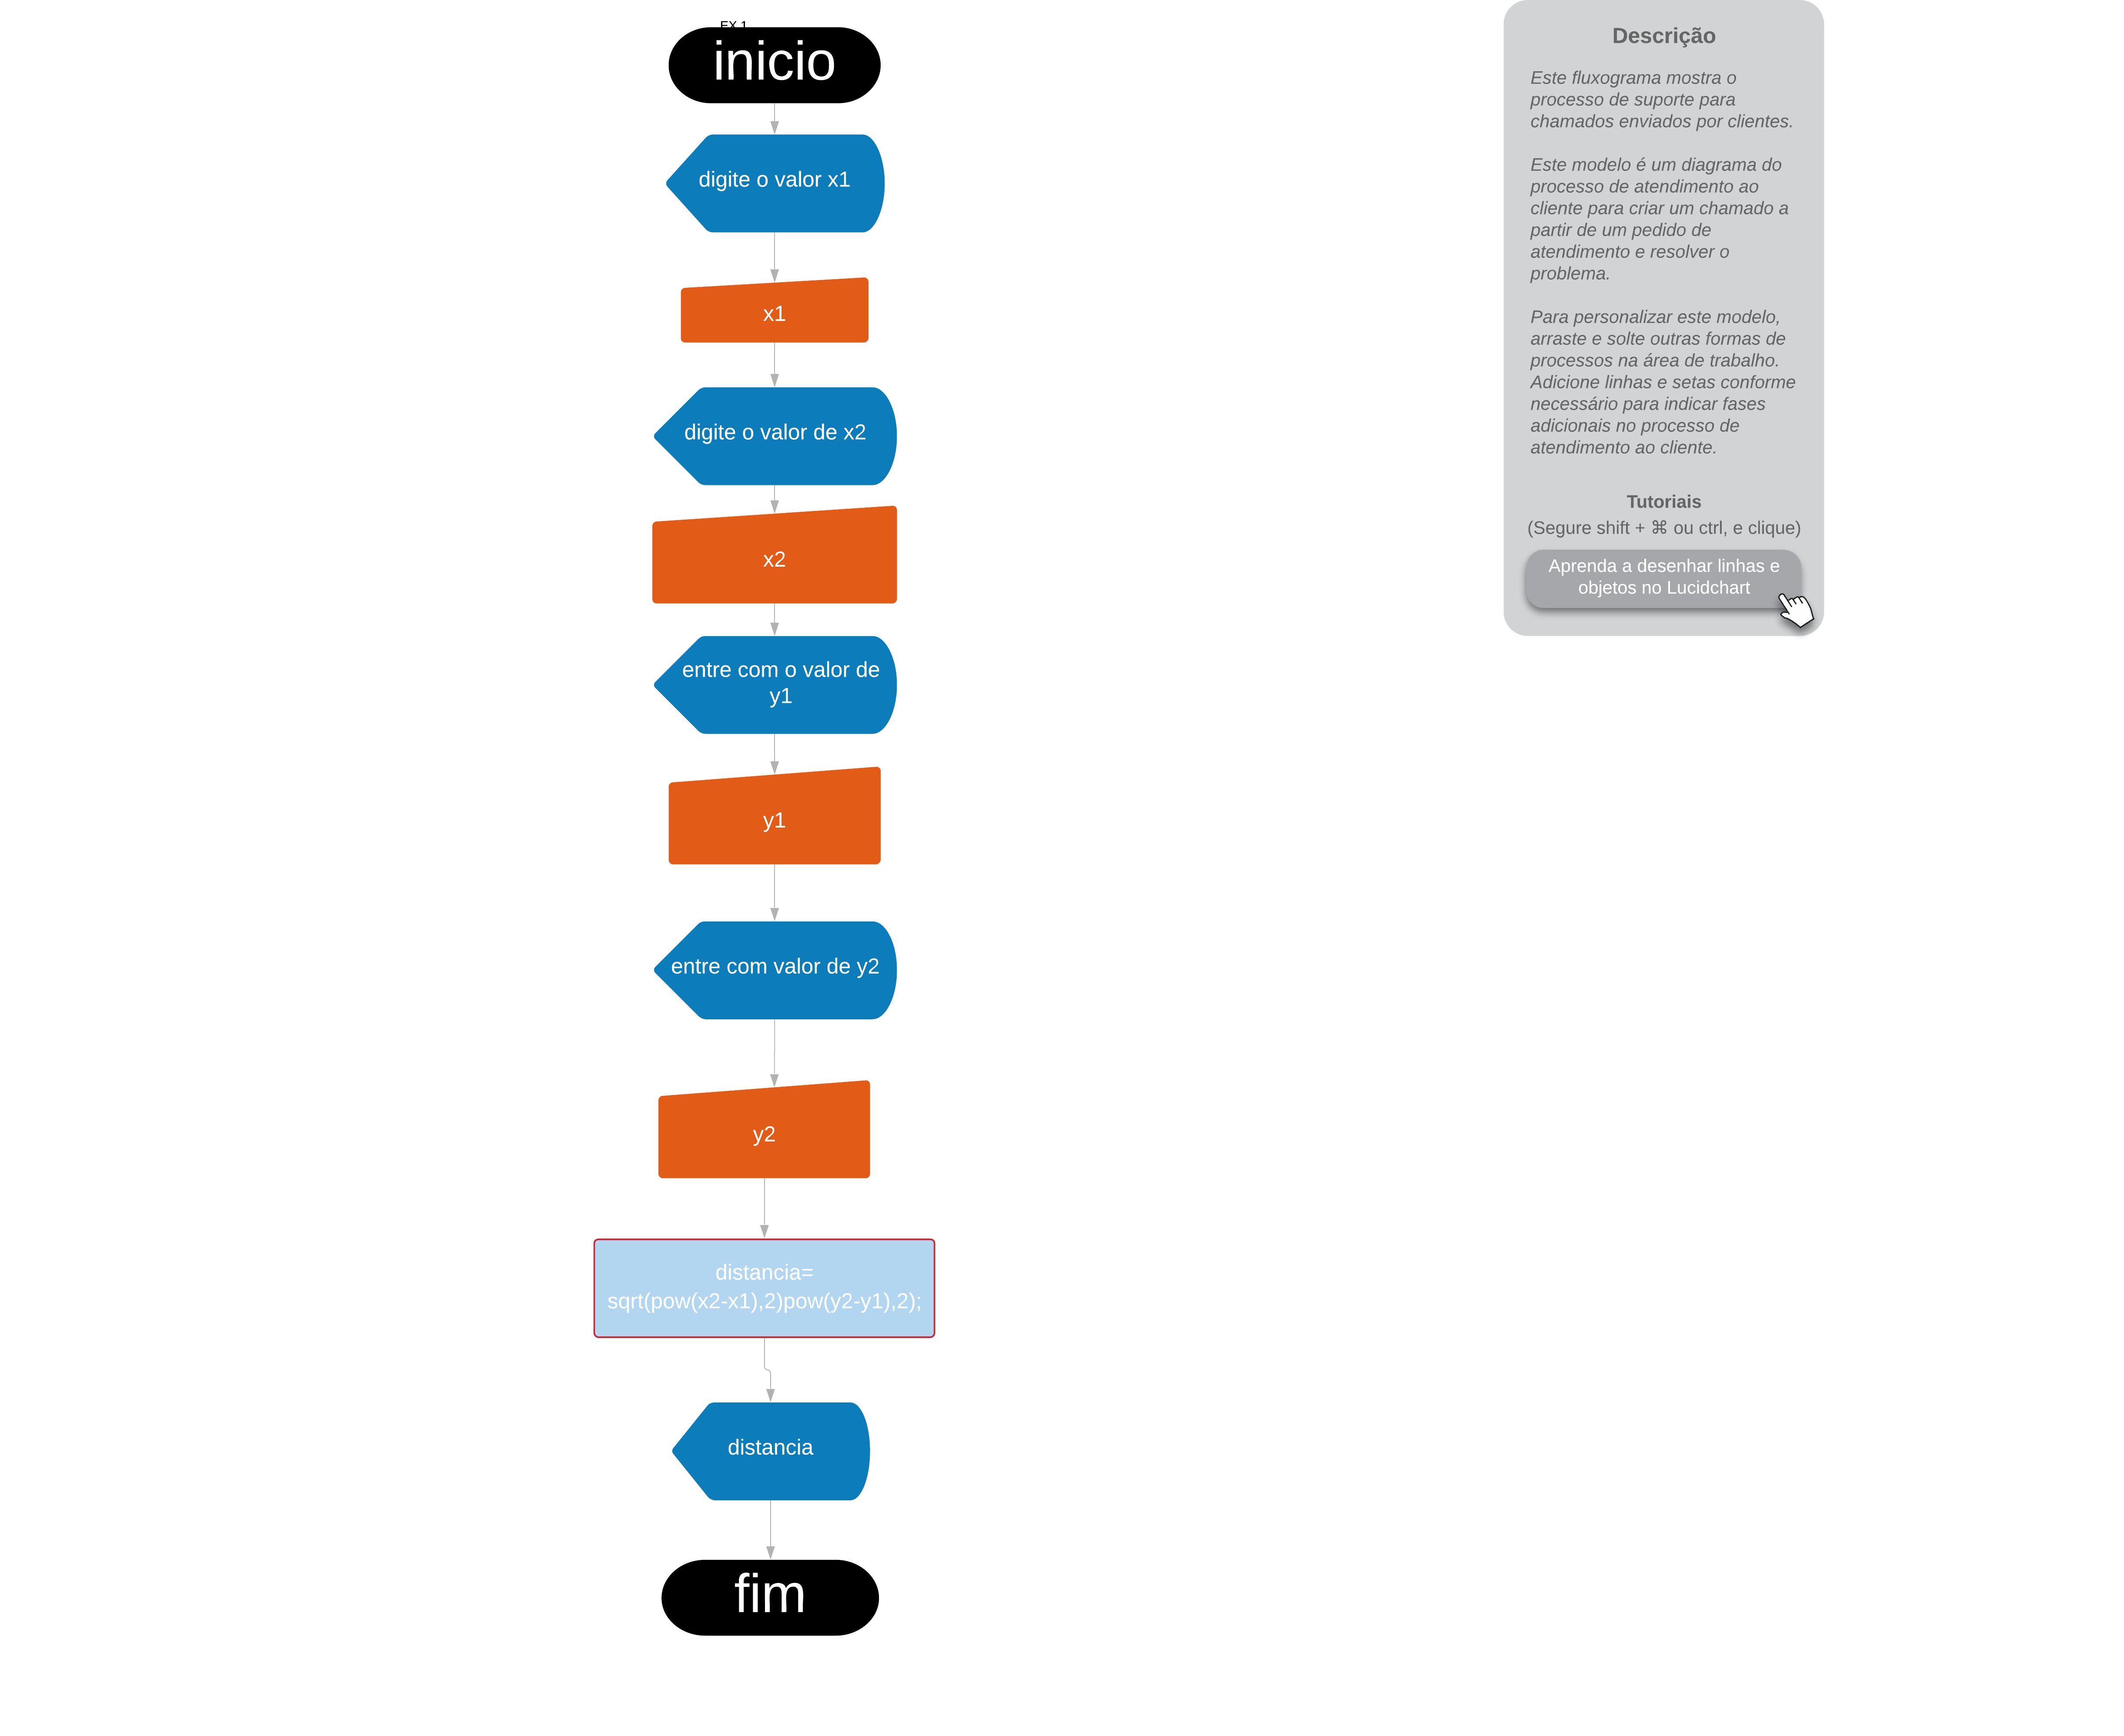 EX 1
inicio
digite o valor x1
x1
digite o valor de x2
x2
entre com o valor de
y1
y1
entre com valor de y2
y2
distancia=
sqrt(pow(x2-x1),2)pow(y2-y1),2);
distancia
fim
Descrição
Este fluxograma mostra o
processo de suporte para
chamados enviados por clientes.
Este modelo é um diagrama do
processo de atendimento ao
cliente para criar um chamado a
partir de um pedido de
atendimento e resolver o
problema.
Para personalizar este modelo,
arraste e solte outras formas de
processos na área de trabalho.
Adicione linhas e setas conforme
necessário para indicar fases
adicionais no processo de
atendimento ao cliente.
Tutoriais
(Segure shift + ⌘ ou ctrl, e clique)
Aprenda a desenhar linhas e
objetos no Lucidchart